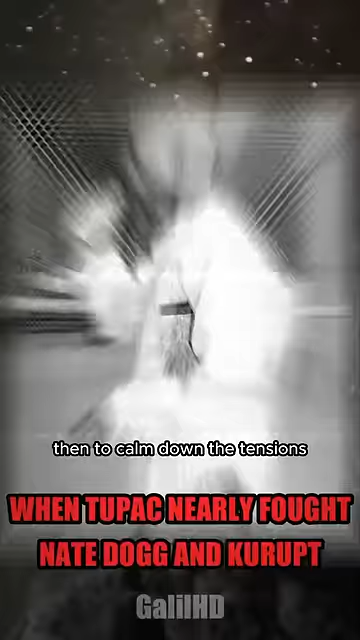 then to calm down the tensions
WHEN TUPAC NEARLY FOUGHT
NATE DOGG AND KURUPT
GalilHD